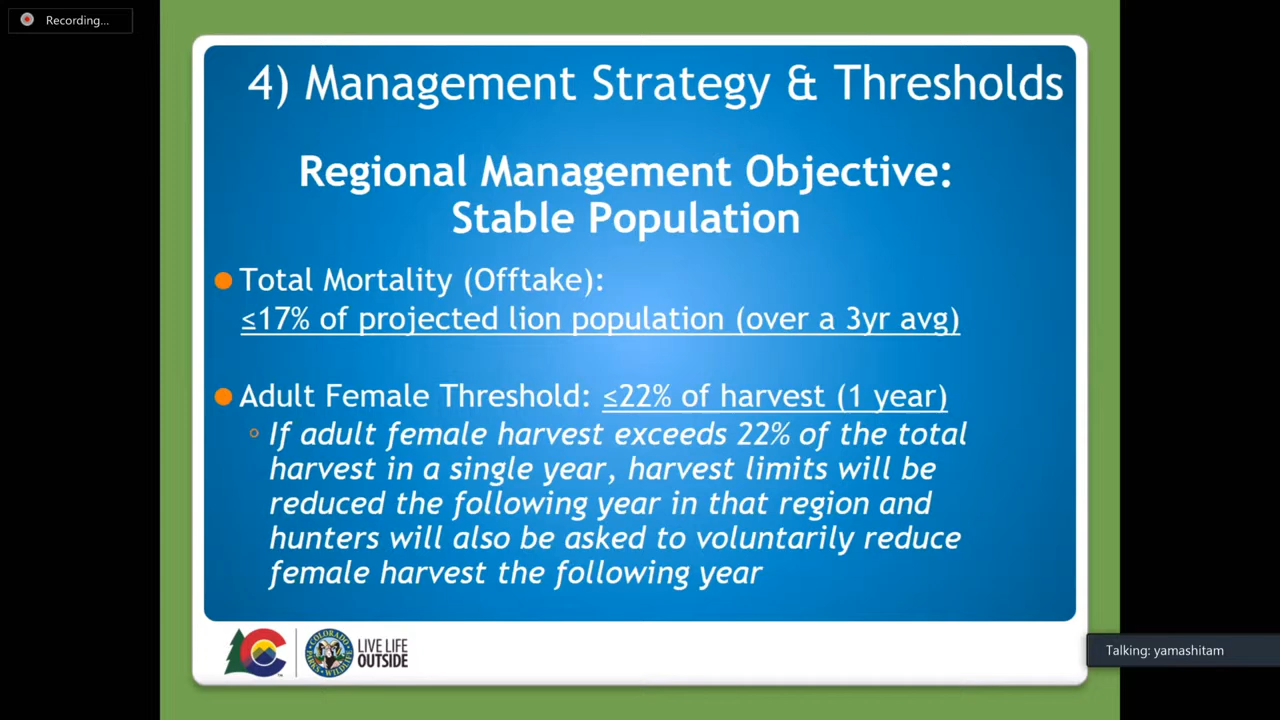 Recording...
4) Management Strategy & Thresholds
Regional Management Objective:
Stable Population
Total Mortality (Offtake):
≤17% of projected lion population (over a 3yr avg)
Adult Female Threshold: ≤22% of harvest (1 year)
If adult female harvest exceeds 22% of the total
harvest in a single year, harvest limits will be
reduced the following year in that region and
hunters will also be asked to voluntarily reduce
female harvest the following year
COLORADO
PARKS • WILDLIFE
LIVE LIFE
OUTSIDE
Talking: yamashitam